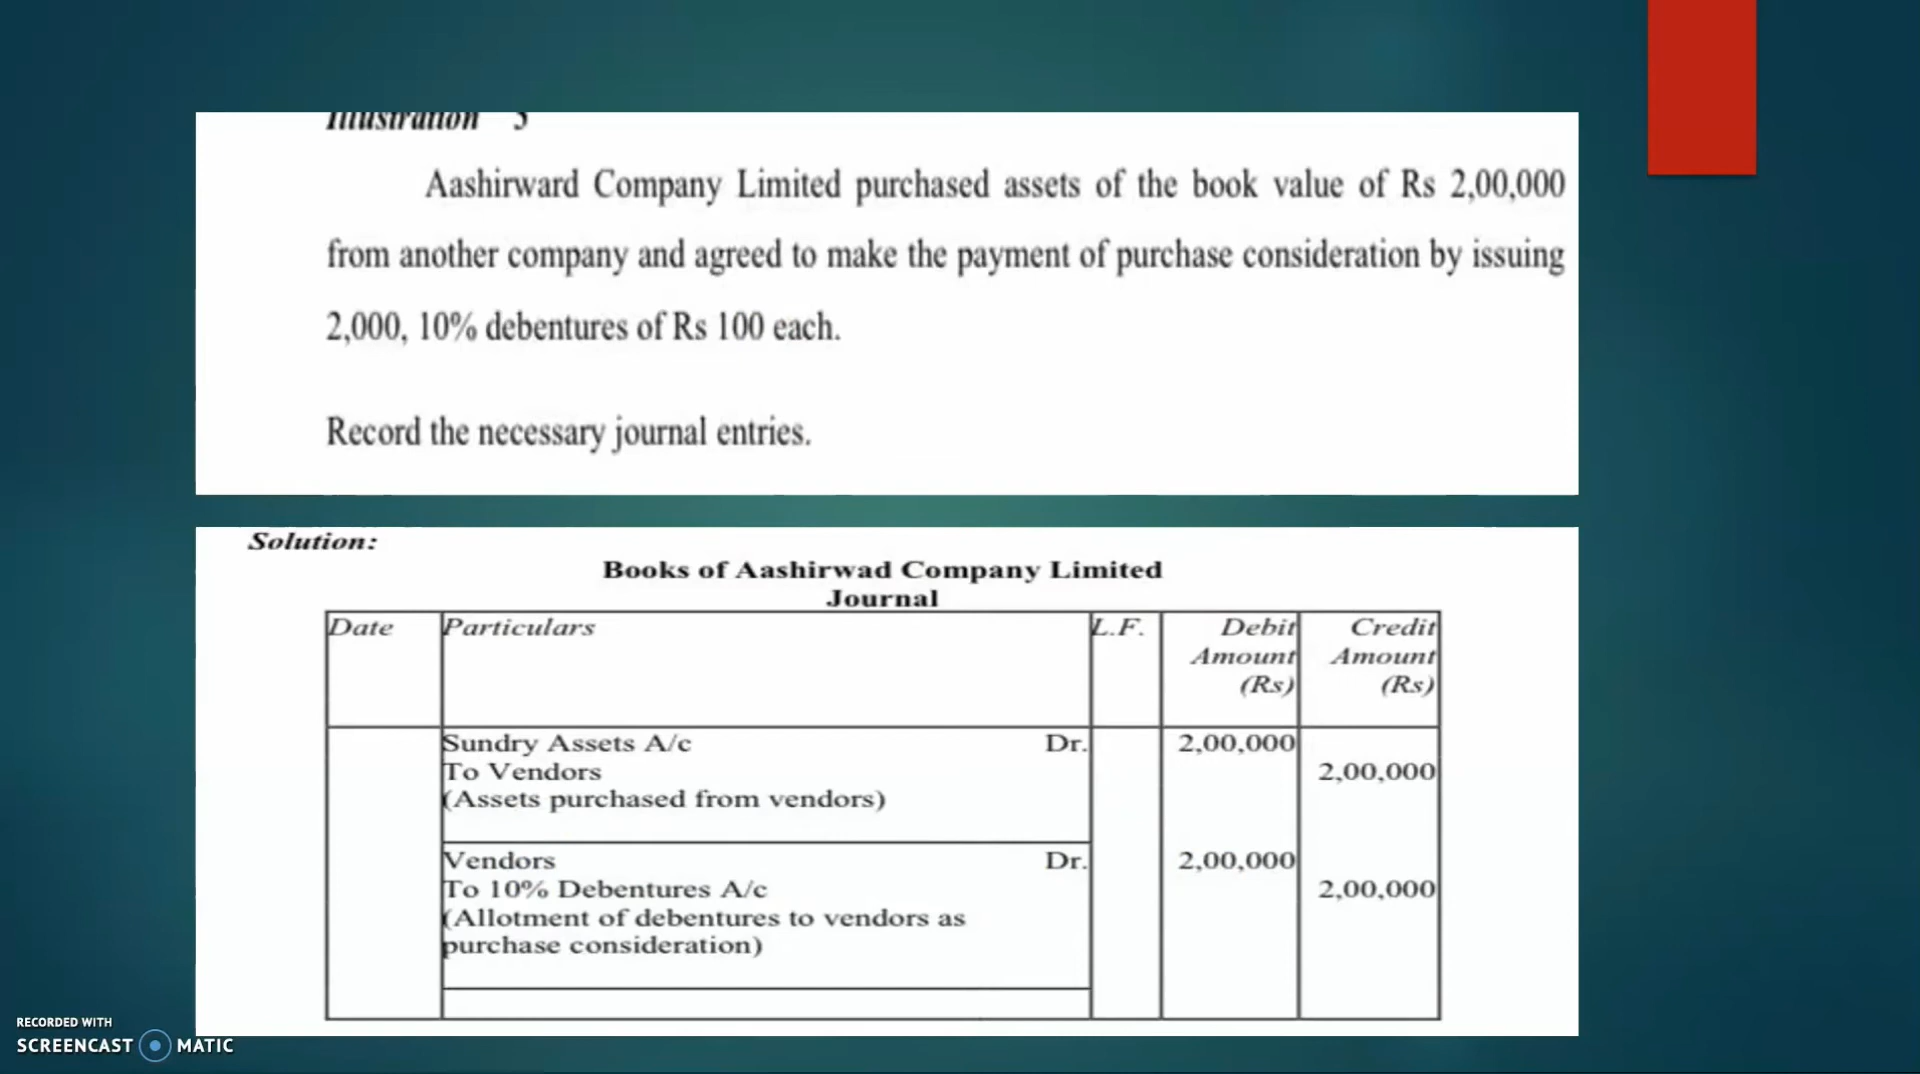 Illustration 5
Aashirward Company Limited purchased assets of the book value of Rs 2,00,000
from another company and agreed to make the payment of purchase consideration by issuing
2,000, 10% debentures of Rs 100 each.
Record the necessary journal entries.
Solution:
Books of Aashirwad Company Limited
Journal
Date Particulars L.F. Debit Amount (Rs) Credit Amount (Rs)
Sundry Assets A/c Dr. 2,00,000
To Vendors 2,00,000
(Assets purchased from vendors)
Vendors Dr. 2,00,000
To 10% Debentures A/c 2,00,000
(Allotment of debentures to vendors as
purchase consideration)
RECORDED WITH
SCREENCAST MATIC